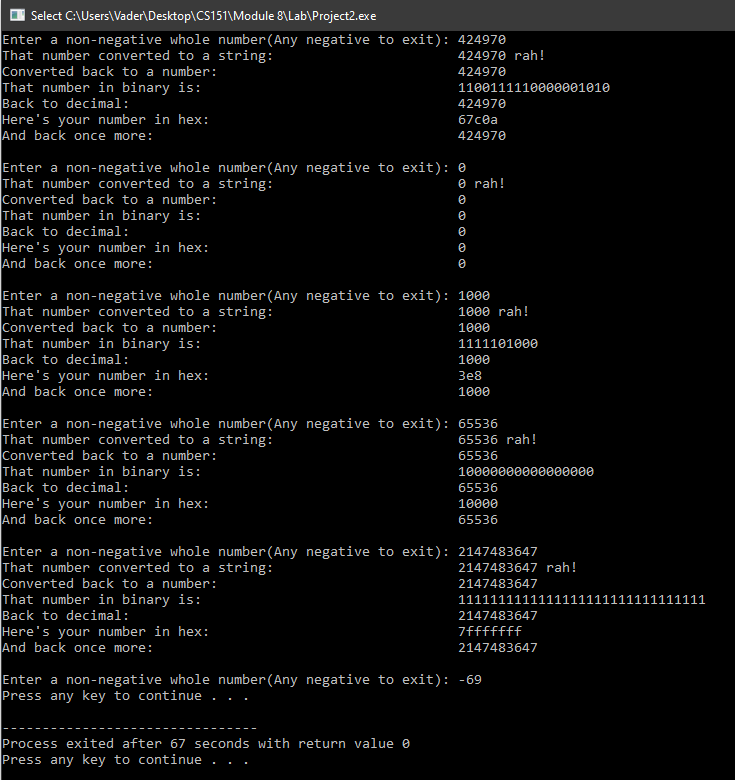 Select C:\Users\Vader\Desktop\CS151\Module 8\Lab\Project2.exe
Enter a non-negative whole number(Any negative to exit): 424970
That number converted to a string: 424970 rah!
Converted back to a number: 424970
That number in binary is: 1100111110000001010
Back to decimal: 424970
Here's your number in hex: 67c0a
And back once more: 424970
Enter a non-negative whole number(Any negative to exit): 0
That number converted to a string: 0 rah!
Converted back to a number: 0
That number in binary is: 0
Back to decimal: 0
Here's your number in hex: 0
And back once more: 0
Enter a non-negative whole number(Any negative to exit): 1000
That number converted to a string: 1000 rah!
Converted back to a number: 1000
That number in binary is: 1111101000
Back to decimal: 1000
Here's your number in hex: 3e8
And back once more: 1000
Enter a non-negative whole number(Any negative to exit): 65536
That number converted to a string: 65536 rah!
Converted back to a number: 65536
That number in binary is: 10000000000000000
Back to decimal: 65536
Here's your number in hex: 10000
And back once more: 65536
Enter a non-negative whole number(Any negative to exit): 2147483647
That number converted to a string: 2147483647 rah!
Converted back to a number: 2147483647
That number in binary is: 1111111111111111111111111111111
Back to decimal: 2147483647
Here's your number in hex: 7fffffff
And back once more: 2147483647
Enter a non-negative whole number(Any negative to exit): -69
Press any key to continue . . .
--------------------------------
Process exited after 67 seconds with return value 0
Press any key to continue . . .